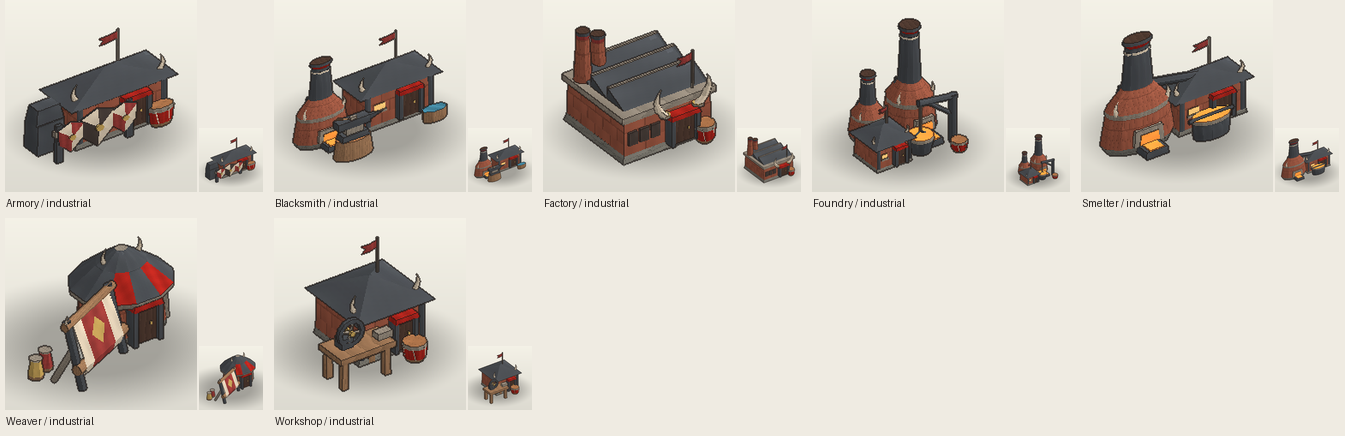 Armory / industrial
Blacksmith / industrial
Factory / industrial
Foundry / industrial
Smelter / industrial
Weaver / industrial
Workshop / industrial